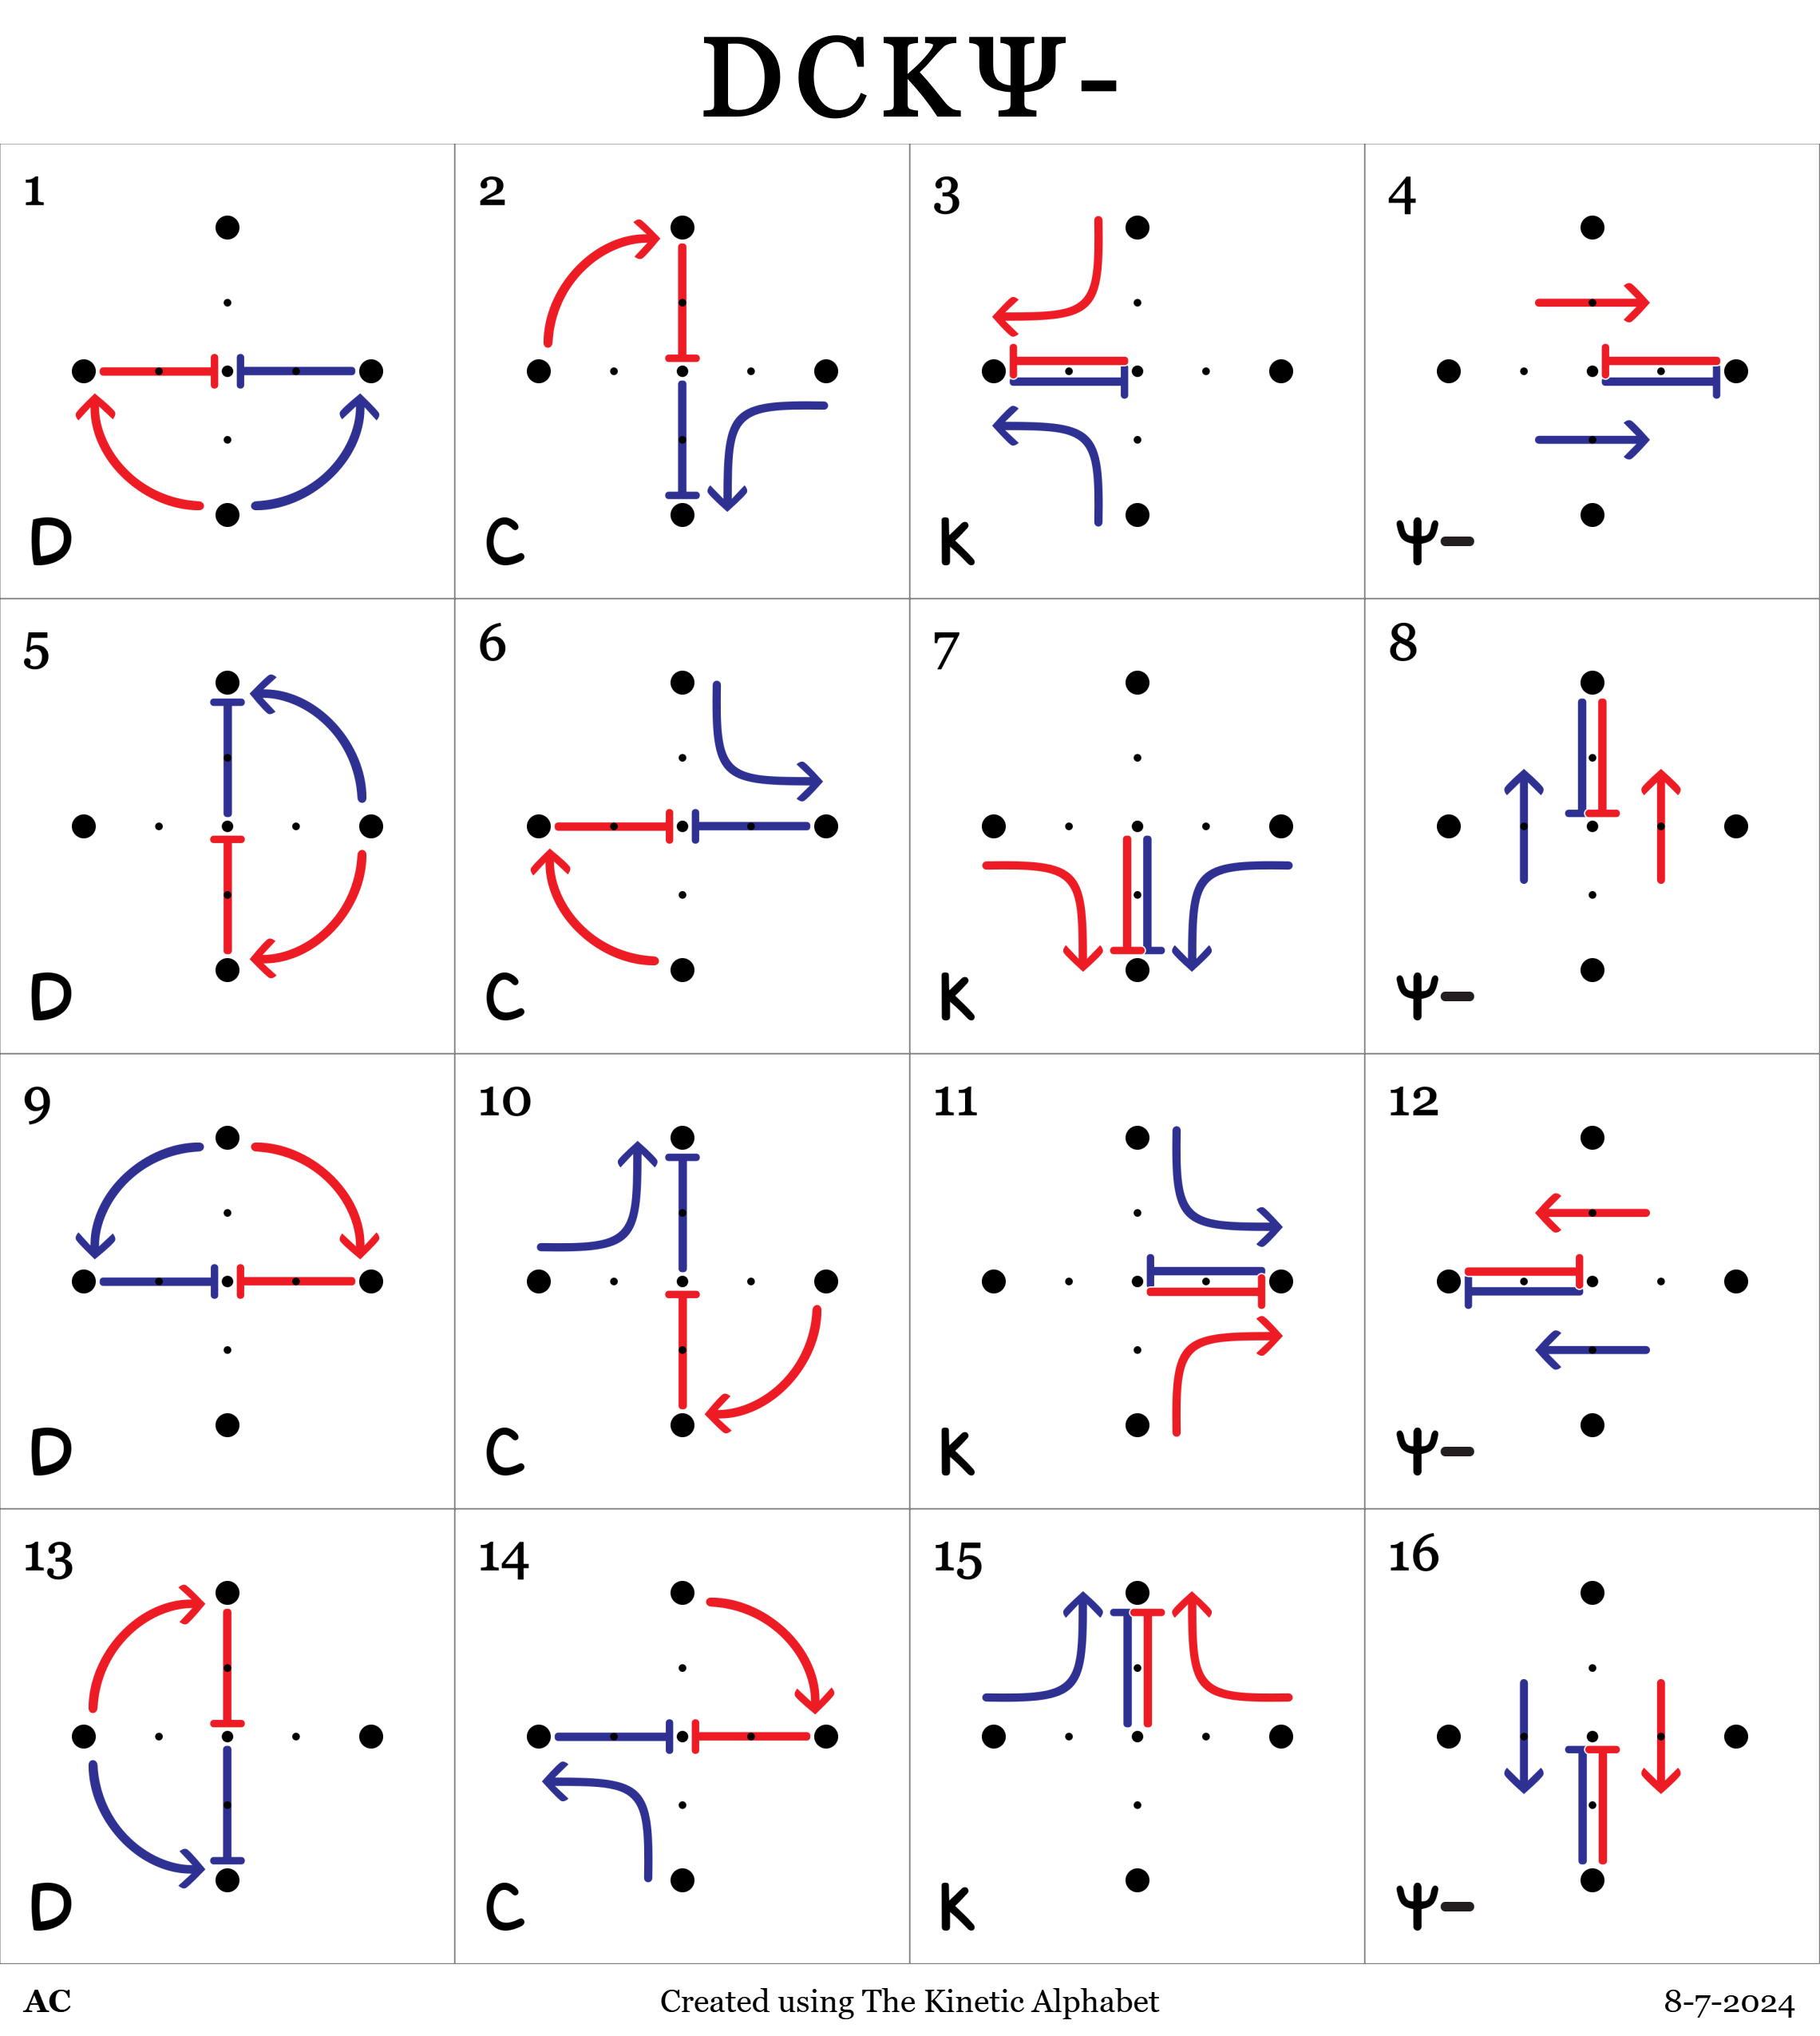 DCKΨ-
1 2 3 4
D C K Ψ-
5 6 7 8
D C K Ψ-
9 10 11 12
D C K Ψ-
13 14 15 16
D C K Ψ-
AC Created using The Kinetic Alphabet 8-7-2024